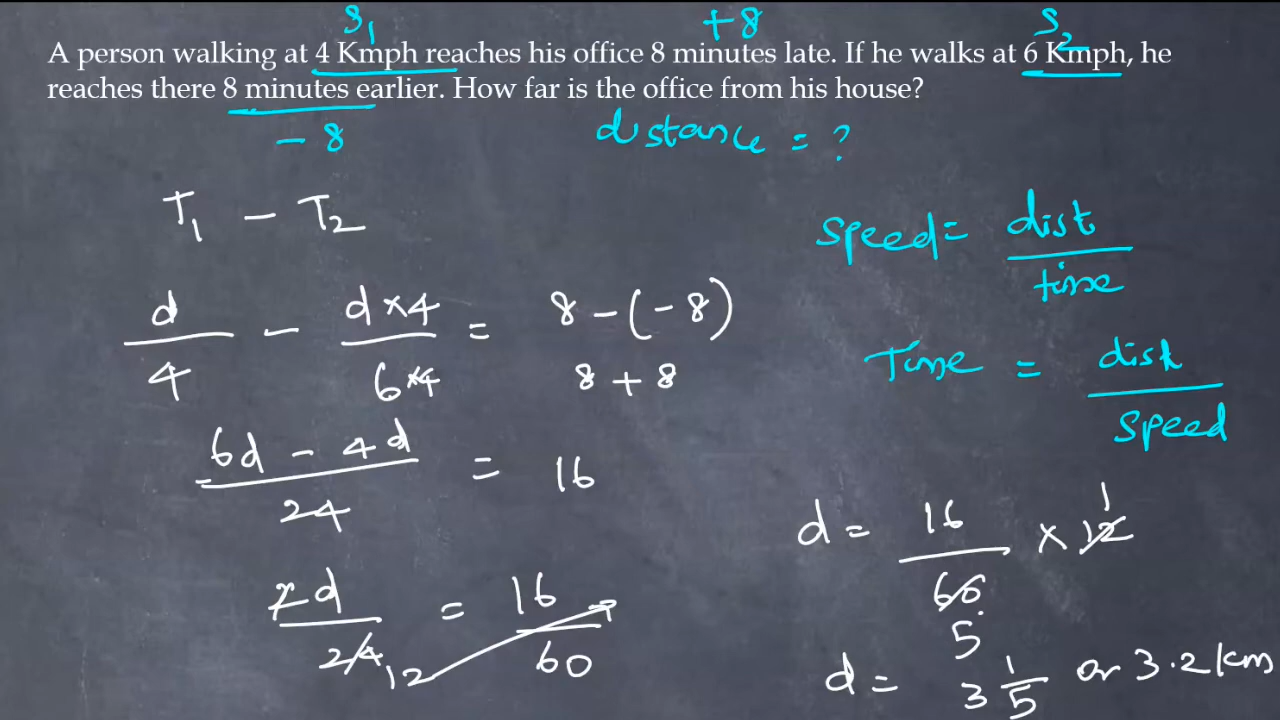 S1 +8 S2
A person walking at 4 Kmph reaches his office 8 minutes late. If he walks at 6 Kmph, he
reaches there 8 minutes earlier. How far is the office from his house?
- 8 distance = ?
T1 - T2
Speed = dist / time
d/4 - d×4/6×4 = 8 - (-8)
8 + 8
Time = dist / speed
6d - 4d / 24 = 16
d = 16/60 × 12 1
5
2d/24 = 16/60
12
d = 3 1/5 or 3.2 km